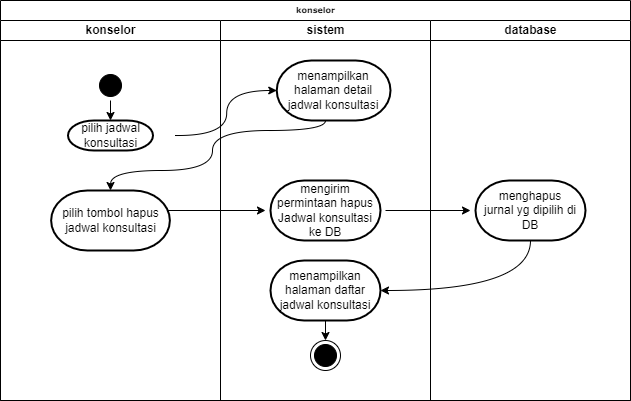 konselor
konselor
sistem
database
menampilkan
halaman detail
jadwal konsultasi
pilih jadwal
konsultasi
pilih tombol hapus
jadwal konsultasi
mengirim
permintaan hapus
Jadwal konsultasi
ke DB
menghapus
jurnal yg dipilih di
DB
menampilkan
halaman daftar
jadwal konsultasi